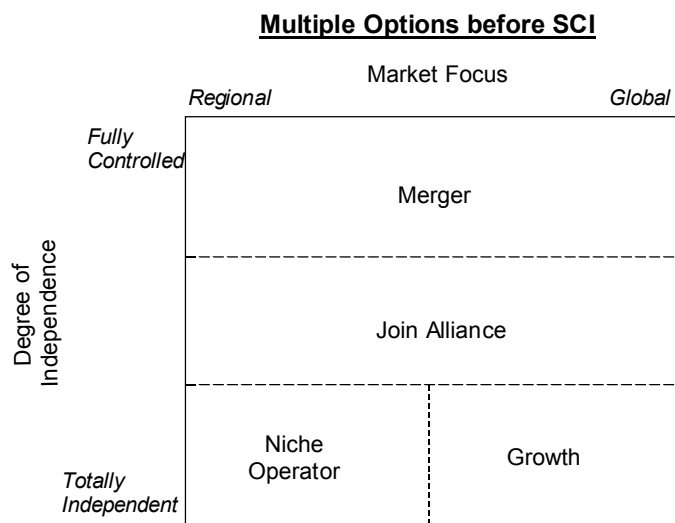 Multiple Options before SCI
Market Focus
Regional
Global
Fully
Controlled
Merger
Degree of
Independence
Join Alliance
Niche
Operator
Growth
Totally
Independent